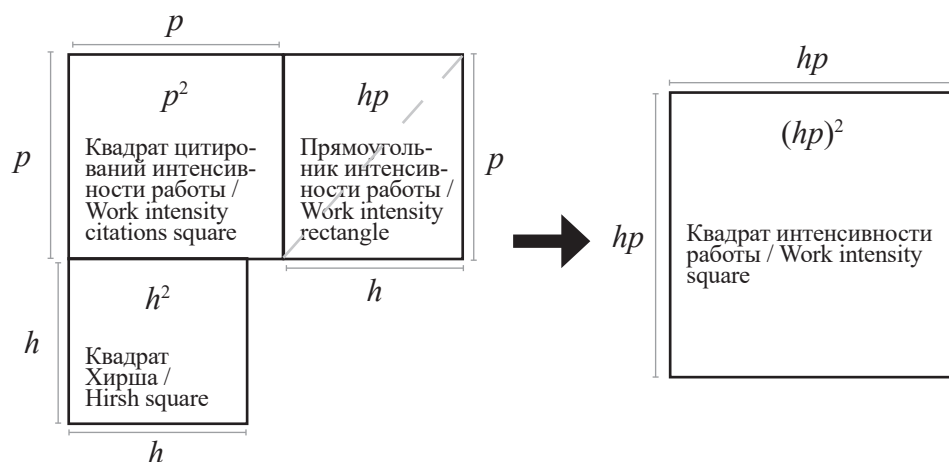 p
p
p²
Квадрат цитиро-
ваний интенсив-
ности работы /
Work intensity
citations square
hp
Прямоуголь-
ник интенсив-
ности работы /
Work intensity
rectangle
p
h
h
h²
Квадрат
Хирша /
Hirsh square
h
hp
hp
(hp)²
Квадрат интенсивности
работы / Work intensity
square